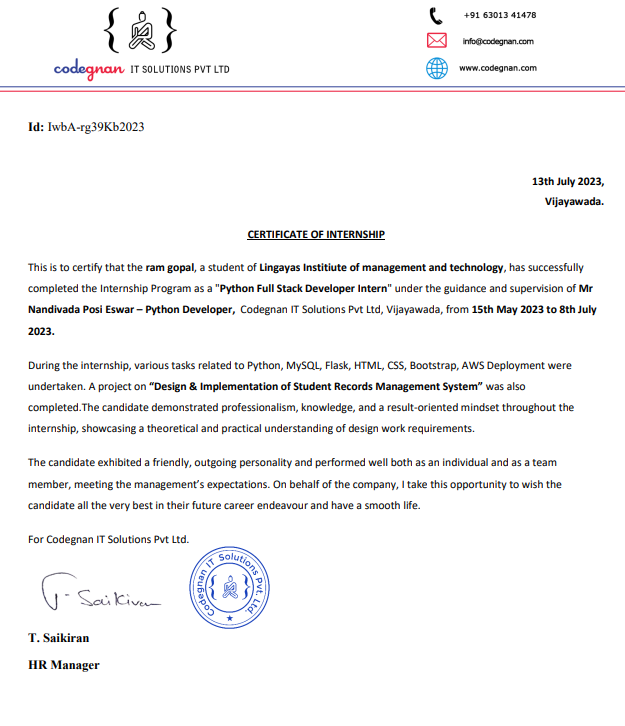 { }
codegnan IT SOLUTIONS PVT LTD
+91 63013 41478
info@codegnan.com
www.codegnan.com
Id: IwbA-rg39Kb2023
13th July 2023,
Vijayawada.
CERTIFICATE OF INTERNSHIP
This is to certify that the ram gopal, a student of Lingayas Institiute of management and technology, has successfully
completed the Internship Program as a "Python Full Stack Developer Intern" under the guidance and supervision of Mr
Nandivada Posi Eswar – Python Developer, Codegnan IT Solutions Pvt Ltd, Vijayawada, from 15th May 2023 to 8th July
2023.
During the internship, various tasks related to Python, MySQL, Flask, HTML, CSS, Bootstrap, AWS Deployment were
undertaken. A project on “Design & Implementation of Student Records Management System” was also
completed.The candidate demonstrated professionalism, knowledge, and a result-oriented mindset throughout the
internship, showcasing a theoretical and practical understanding of design work requirements.
The candidate exhibited a friendly, outgoing personality and performed well both as an individual and as a team
member, meeting the management’s expectations. On behalf of the company, I take this opportunity to wish the
candidate all the very best in their future career endeavour and have a smooth life.
For Codegnan IT Solutions Pvt Ltd.
T. Saikiran
Codegnan IT Solutions Pvt. Ltd.
T. Saikiran
HR Manager